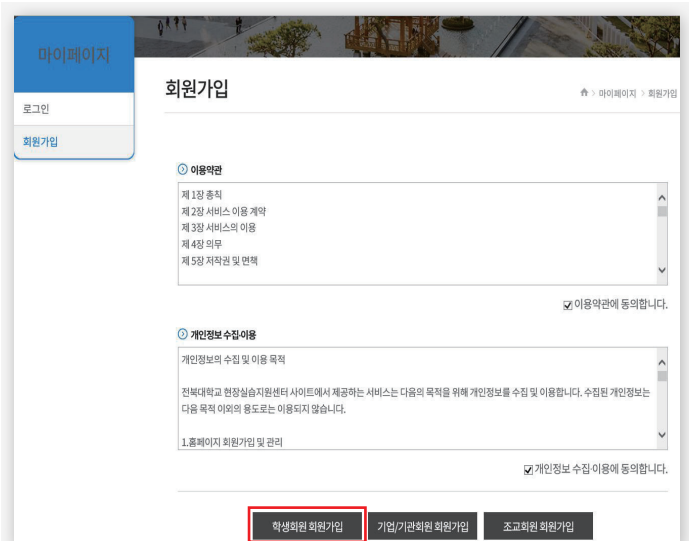 마이페이지
로그인
회원가입
회원가입
마이페이지 > 회원가입
이용약관
제 1장 총칙
제 2장 서비스 이용 계약
제 3장 서비스의 이용
제 4장 의무
제 5장 저작권 및 면책
이용약관에 동의합니다.
개인정보 수집·이용
개인정보의 수집 및 이용 목적
전북대학교 현장실습지원센터 사이트에서 제공하는 서비스는 다음의 목적을 위해 개인정보를 수집 및 이용합니다. 수집된 개인정보는
다음 목적 이외의 용도로는 이용되지 않습니다.
1.홈페이지 회원가입 및 관리
개인정보 수집·이용에 동의합니다.
학생회원 회원가입 기업/기관회원 회원가입 조교회원 회원가입